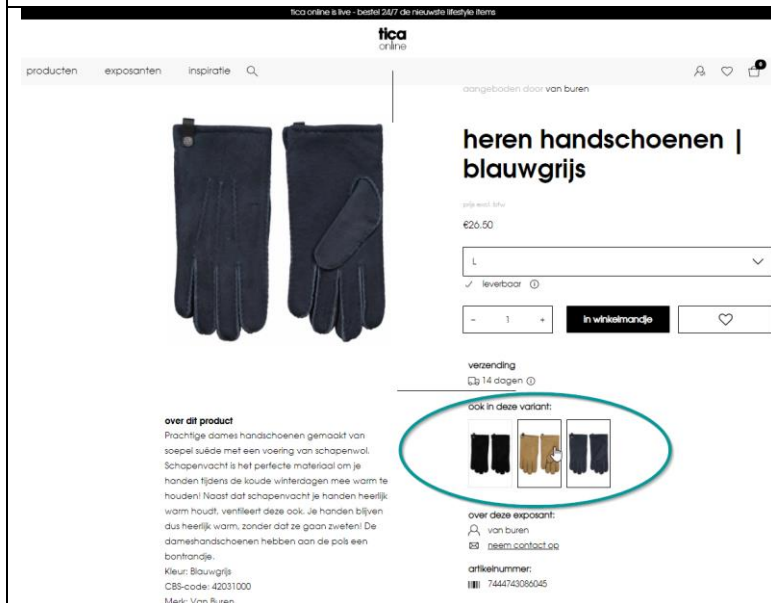 tica online is live - bestel 24/7 de nieuwste lifestyle items
tica
online
producten exposanten inspiratie
0
aangeboden door van buren
heren handschoenen |
blauwgrijs
prijs excl. btw
€26.50
L
leverbaar
- 1 + in winkelmandje
verzending
14 dagen
ook in deze variant:
over dit product
Prachtige dames handschoenen gemaakt van
soepel suède met een voering van schapenwol.
Schapenvacht is het perfecte materiaal om je
handen tijdens de koude winterdagen mee warm te
houden! Naast dat schapenvacht je handen heerlijk
warm houdt, ventileert deze ook. Je handen blijven
dus heerlijk warm, zonder dat ze gaan zweten! De
dameshandschoenen hebben aan de pols een
bontrandje.
Kleur: Blauwgrijs
CBS-code: 42031000
Merk: Van Buren
over deze exposant:
van buren
neem contact op
artikelnummer:
7444743086045